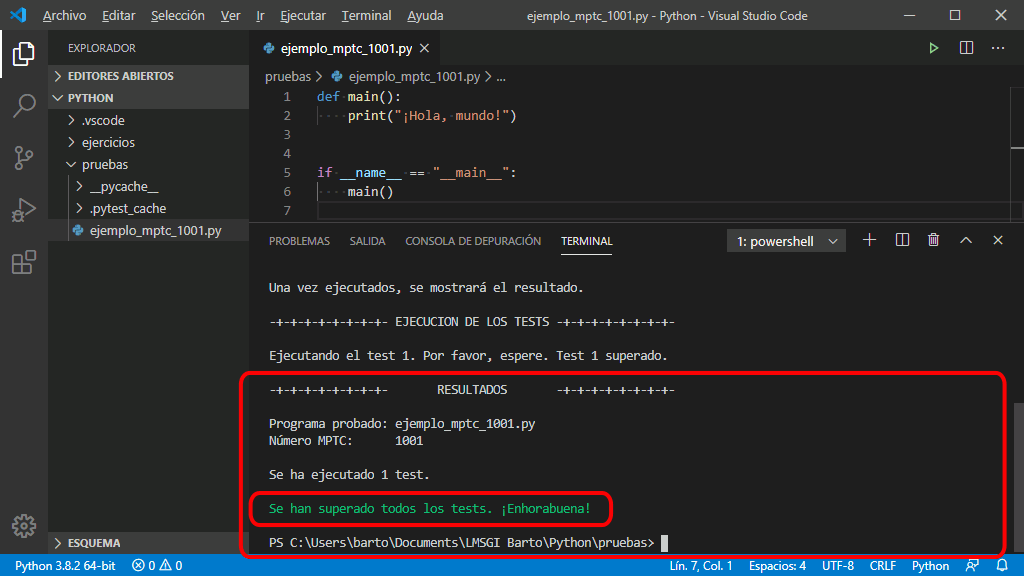 Archivo Editar Selección Ver Ir Ejecutar Terminal Ayuda ejemplo_mptc_1001.py - Python - Visual Studio Code
EXPLORADOR
EDITORES ABIERTOS
PYTHON
.vscode
ejercicios
pruebas
__pycache__
.pytest_cache
ejemplo_mptc_1001.py
ESQUEMA
ejemplo_mptc_1001.py
pruebas > ejemplo_mptc_1001.py > ...
1 def main():
2 ····print("¡Hola, mundo!")
3
4
5 if __name__ == "__main__":
6 ····main()
7
PROBLEMAS SALIDA CONSOLA DE DEPURACIÓN TERMINAL 1: powershell
Una vez ejecutados, se mostrará el resultado.
-+-+-+-+-+-+-+-+- EJECUCION DE LOS TESTS -+-+-+-+-+-+-+-+-
Ejecutando el test 1. Por favor, espere. Test 1 superado.
-+-+-+-+-+-+-+-+- RESULTADOS -+-+-+-+-+-+-+-+-
Programa probado: ejemplo_mptc_1001.py
Número MPTC: 1001
Se ha ejecutado 1 test.
Se han superado todos los tests. ¡Enhorabuena!
PS C:\Users\barto\Documents\LMSGI Barto\Python\pruebas>
Python 3.8.2 64-bit 0 0 Lín. 7, Col. 1 Espacios: 4 UTF-8 CRLF Python